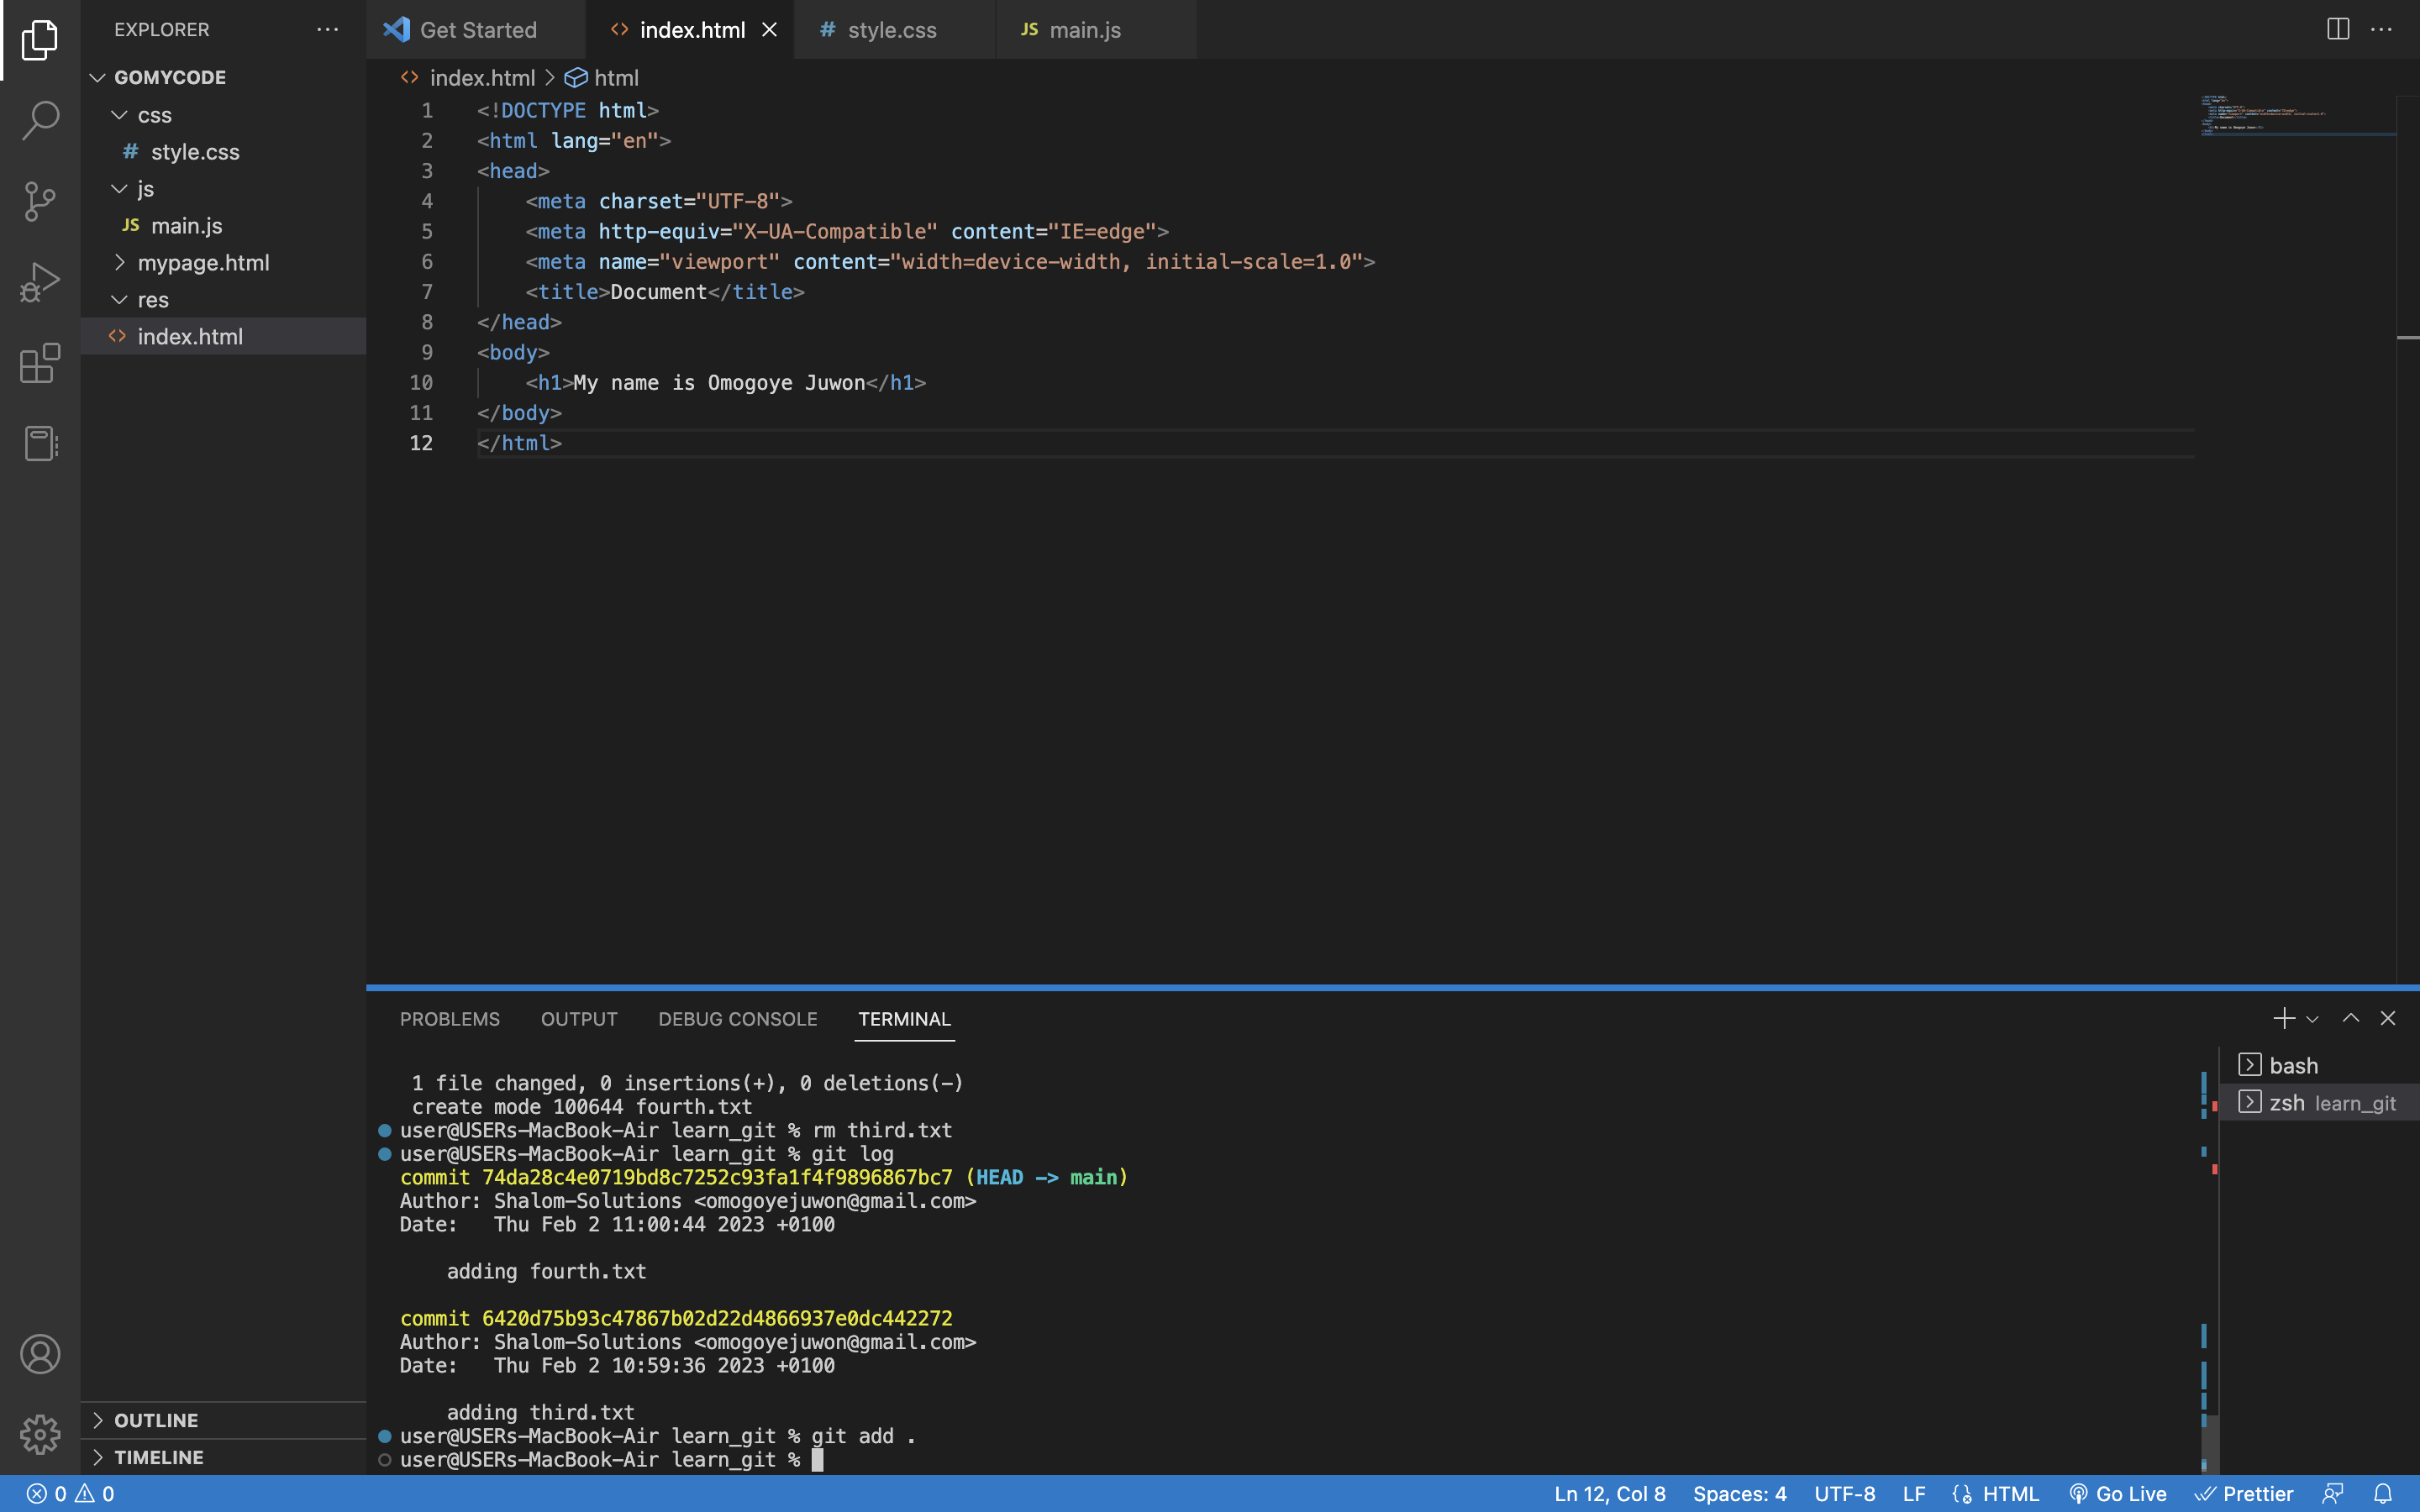 EXPLORER
GOMYCODE
css
# style.css
js
JS main.js
mypage.html
res
<> index.html
OUTLINE
TIMELINE
Get Started
<> index.html
# style.css
JS main.js
<> index.html > html
1 <!DOCTYPE html>
2 <html lang="en">
3 <head>
4     <meta charset="UTF-8">
5     <meta http-equiv="X-UA-Compatible" content="IE=edge">
6     <meta name="viewport" content="width=device-width, initial-scale=1.0">
7     <title>Document</title>
8 </head>
9 <body>
10     <h1>My name is Omogoye Juwon</h1>
11 </body>
12 </html>
PROBLEMS OUTPUT DEBUG CONSOLE TERMINAL
1 file changed, 0 insertions(+), 0 deletions(-)
create mode 100644 fourth.txt
user@USERs-MacBook-Air learn_git % rm third.txt
user@USERs-MacBook-Air learn_git % git log
commit 74da28c4e0719bd8c7252c93fa1f4f9896867bc7 (HEAD -> main)
Author: Shalom-Solutions <omogoyejuwon@gmail.com>
Date:   Thu Feb 2 11:00:44 2023 +0100
adding fourth.txt
commit 6420d75b93c47867b02d22d4866937e0dc442272
Author: Shalom-Solutions <omogoyejuwon@gmail.com>
Date:   Thu Feb 2 10:59:36 2023 +0100
adding third.txt
user@USERs-MacBook-Air learn_git % git add .
user@USERs-MacBook-Air learn_git %
bash
zsh learn_git
0 0
Ln 12, Col 8 Spaces: 4 UTF-8 LF HTML Go Live Prettier